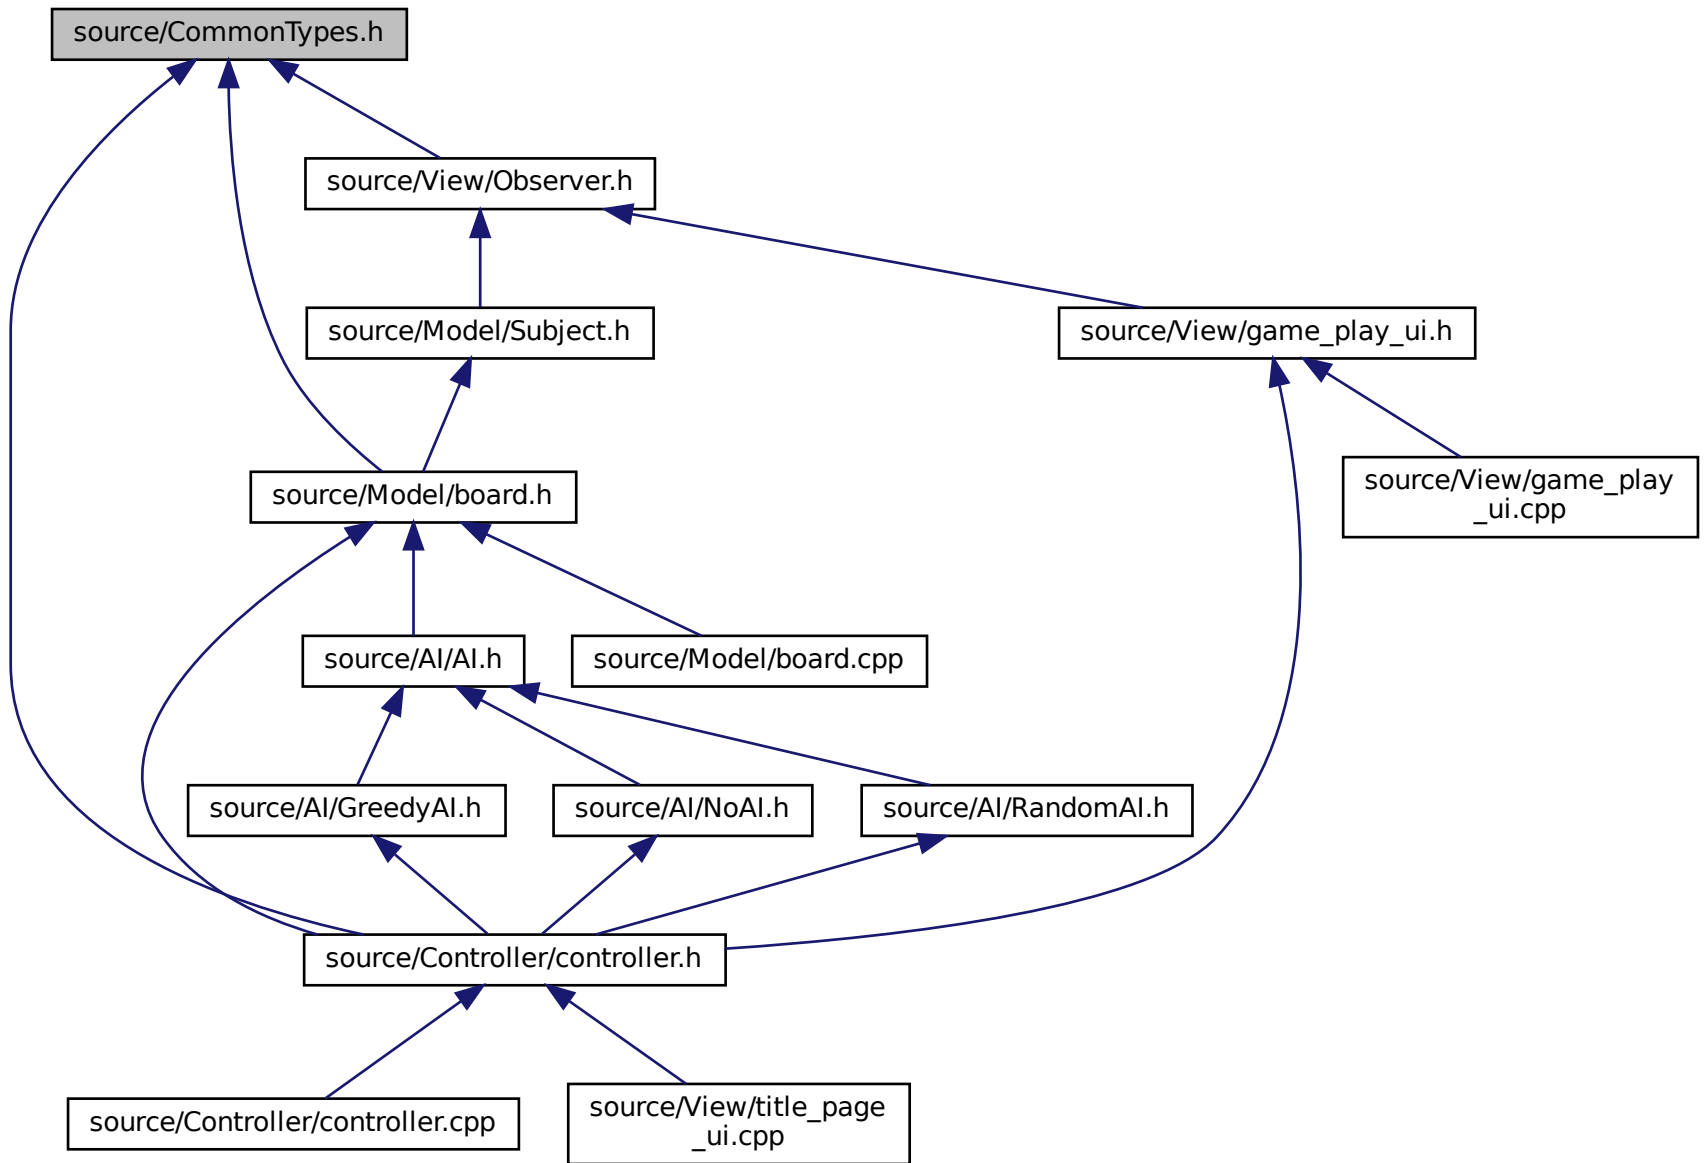 source/CommonTypes.h
source/View/Observer.h
source/Model/Subject.h
source/View/game_play_ui.h
source/Model/board.h
source/View/game_play
_ui.cpp
source/AI/AI.h
source/Model/board.cpp
source/AI/GreedyAI.h
source/AI/NoAI.h
source/AI/RandomAI.h
source/Controller/controller.h
source/Controller/controller.cpp
source/View/title_page
_ui.cpp